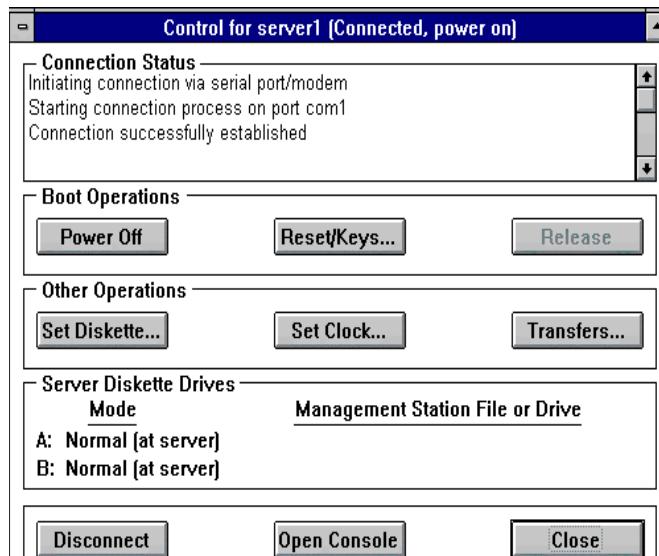 Control for server1 (Connected, power on)
Connection Status
Initiating connection via serial port/modem
Starting connection process on port com1
Connection successfully established
Boot Operations
Power Off Reset/Keys... Release
Other Operations
Set Diskette... Set Clock... Transfers...
Server Diskette Drives
Mode Management Station File or Drive
A: Normal (at server)
B: Normal (at server)
Disconnect Open Console Close